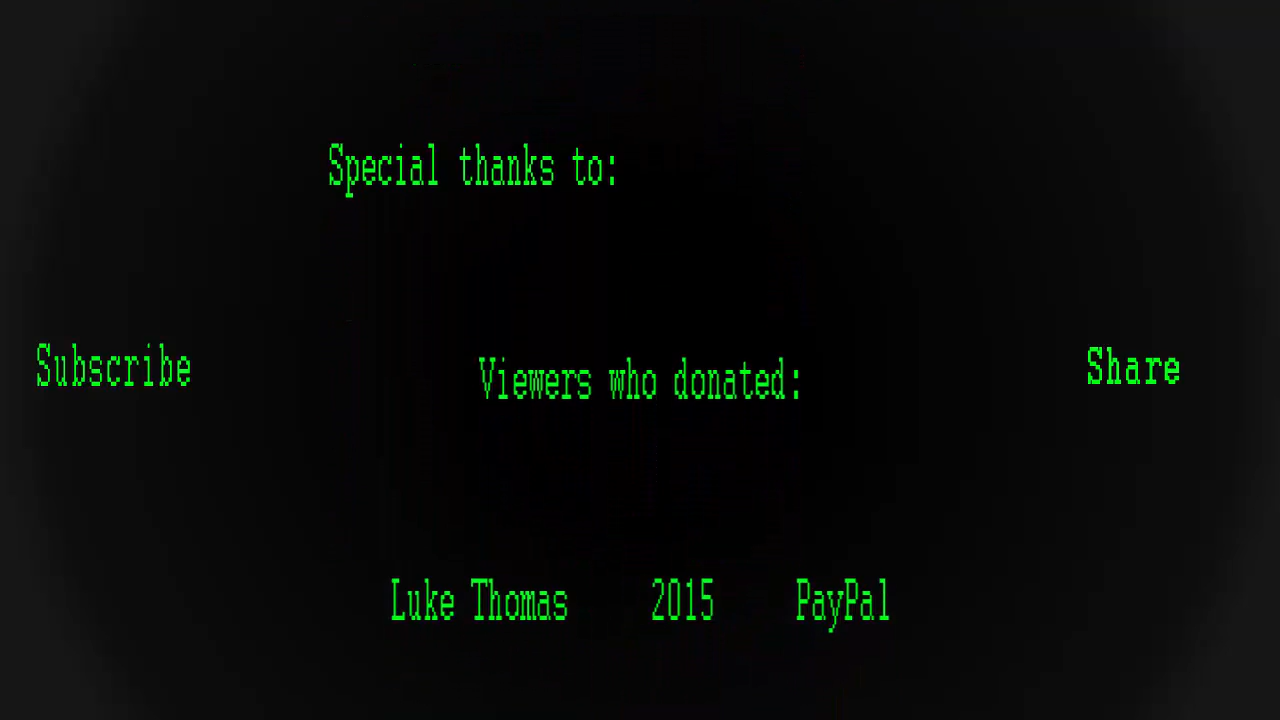 Special thanks to:
Subscribe
Viewers who donated:
Share
Luke Thomas 2015 PayPal